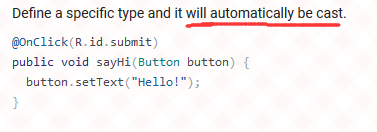 Define a specific type and it will automatically be cast.
@OnClick(R.id.submit)
public void sayHi(Button button) {
  button.setText("Hello!");
}